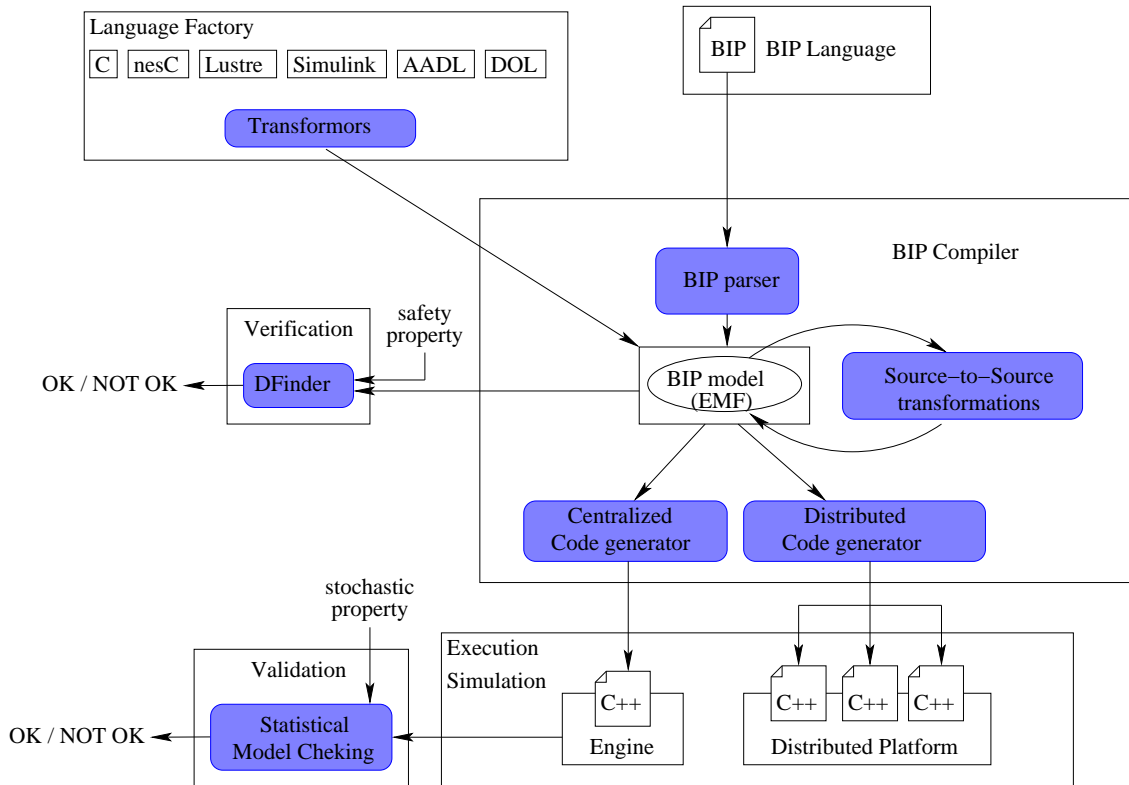 Language Factory
C nesC Lustre Simulink AADL DOL
Transformors
BIP BIP Language
BIP Compiler
BIP parser
safety
property
Verification
DFinder
OK / NOT OK
BIP model
(EMF)
Source−to−Source
transformations
Centralized
Code generator
Distributed
Code generator
stochastic
property
Validation
Statistical
Model Cheking
OK / NOT OK
Execution
Simulation
C++
Engine
C++ C++ C++
Distributed Platform